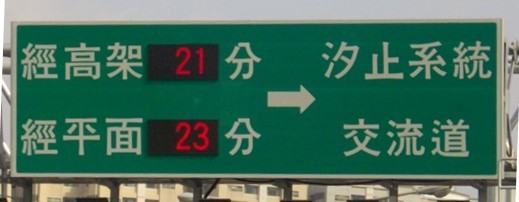 經高架 21 分 → 汐止系統
經平面 23 分 交流道